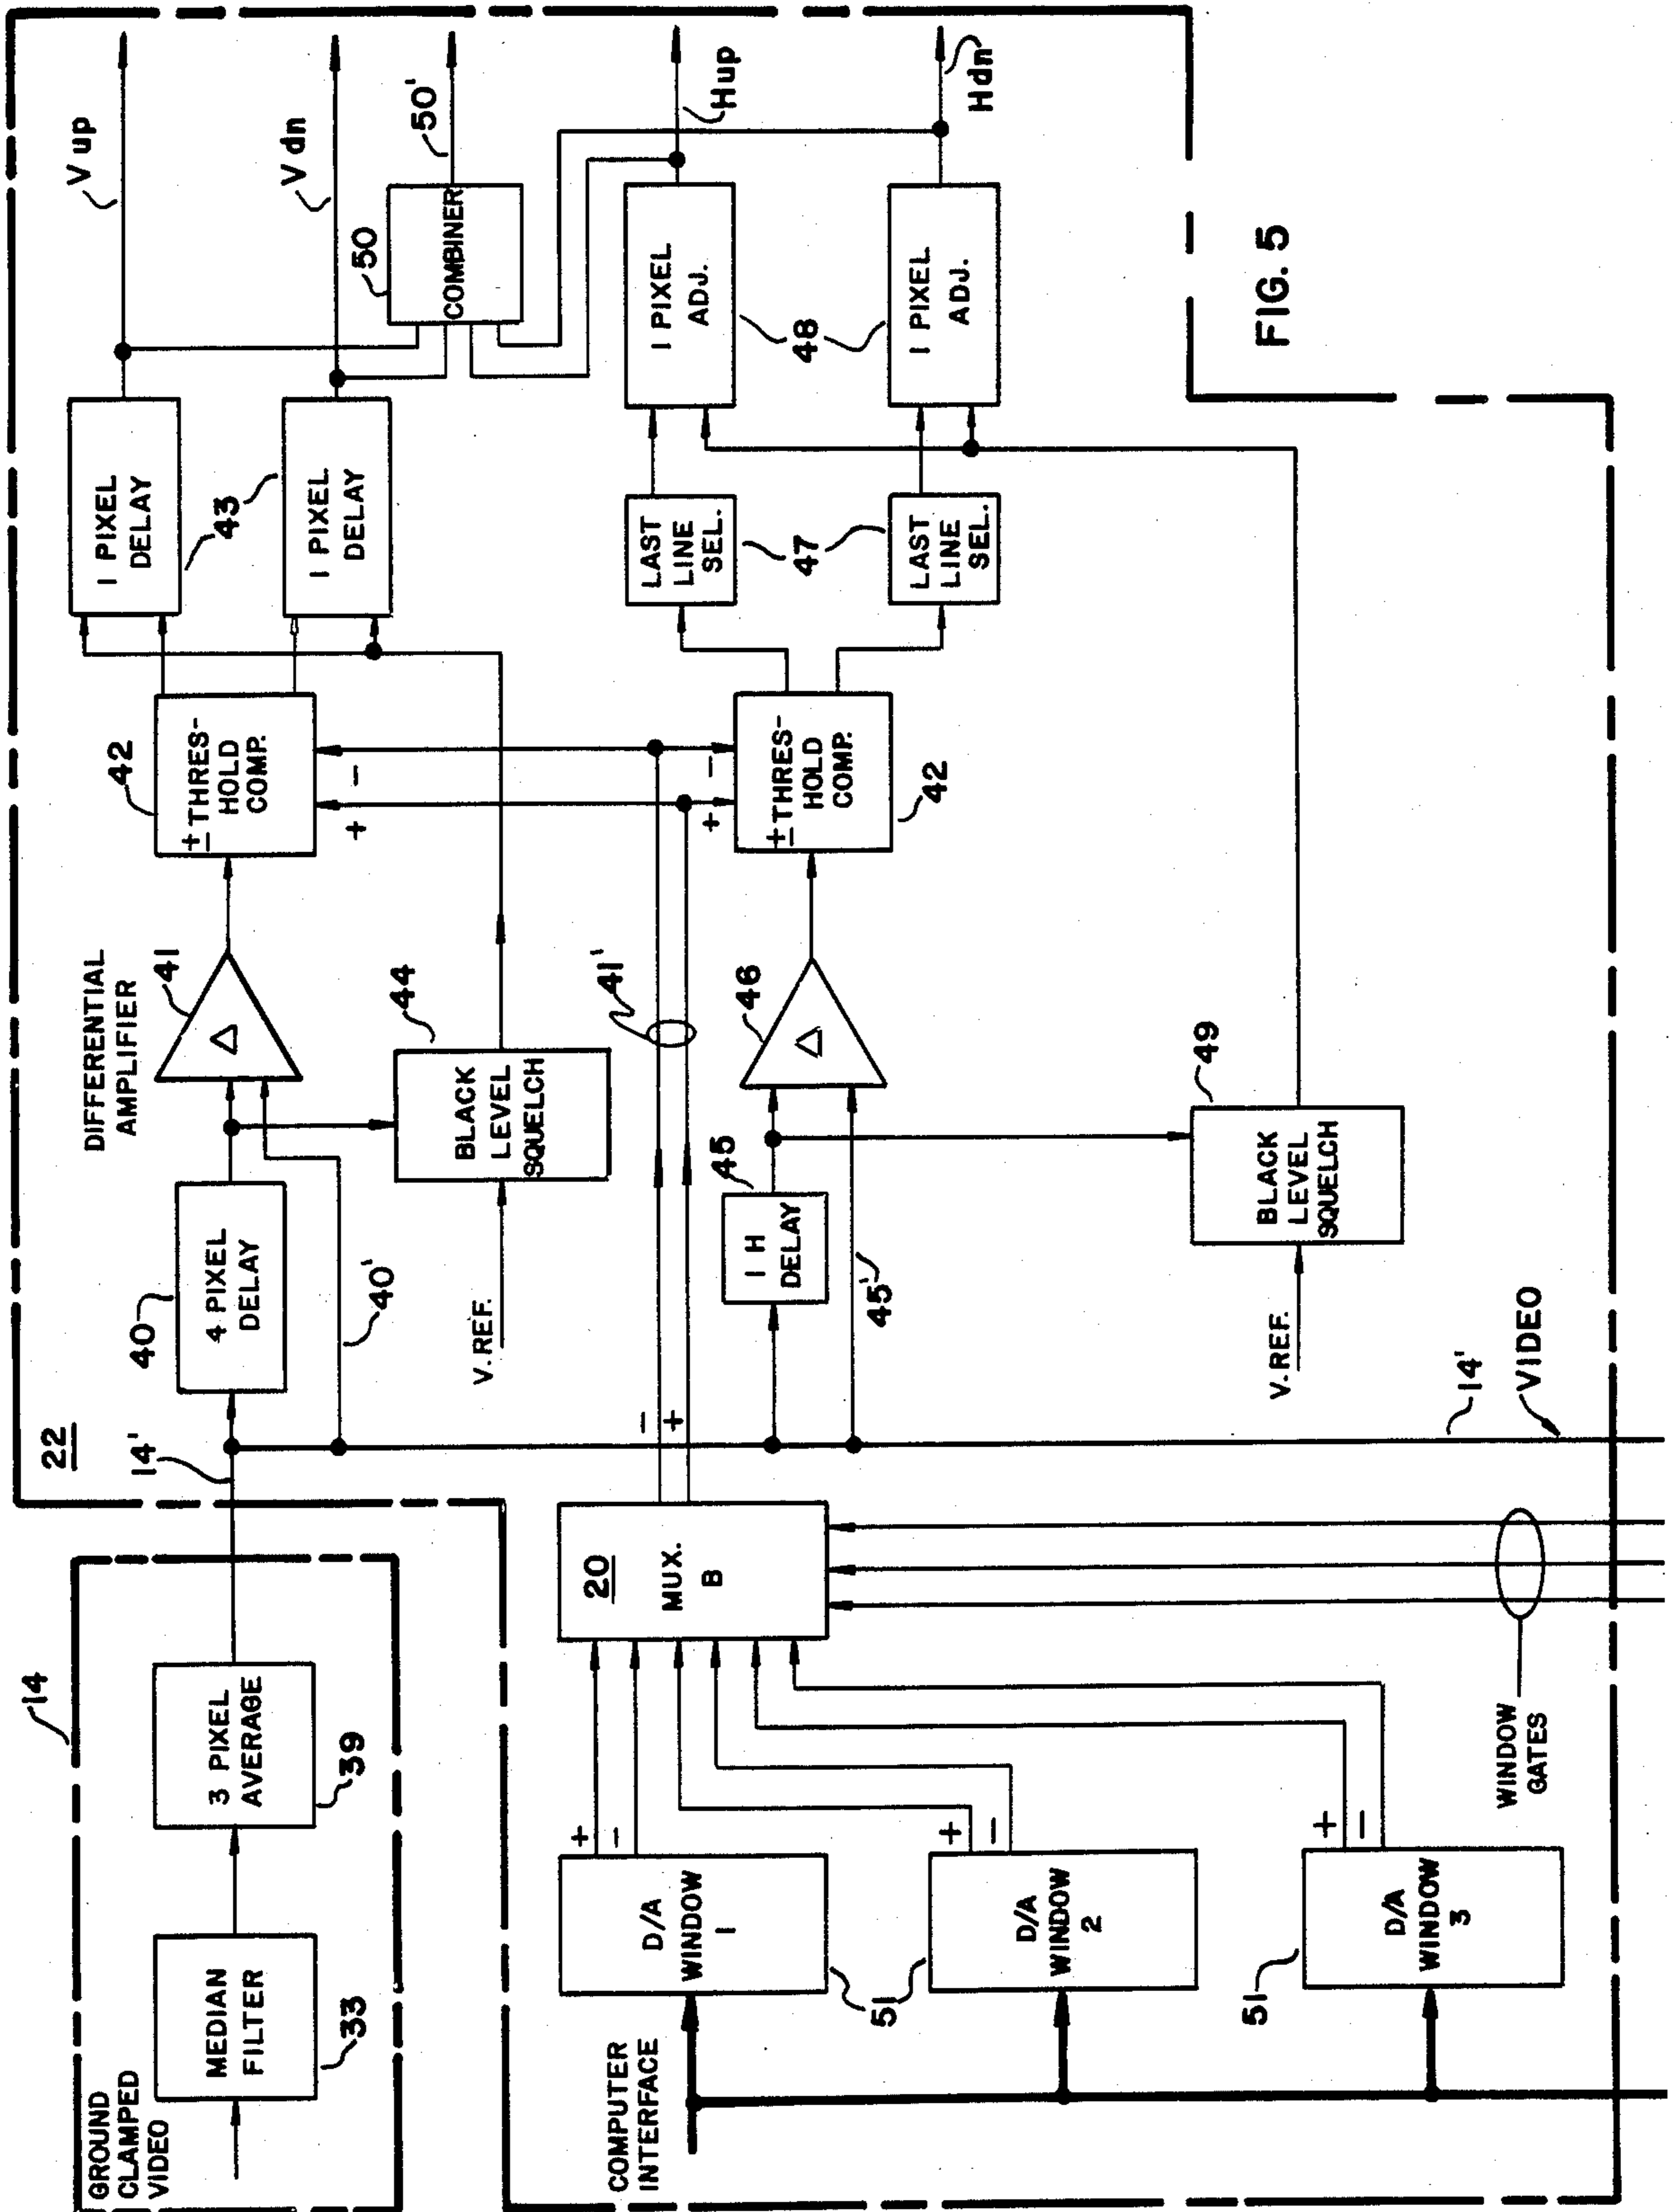 GROUND
CLAMPED
VIDEO
MEDIAN
FILTER
33
3 PIXEL
AVERAGE
39
14
14'
22
40
4 PIXEL
DELAY
40'
DIFFERENTIAL
AMPLIFIER
41
Δ
42
± THRES-
HOLD
COMP.
+ -
1 PIXEL
DELAY
43
1 PIXEL
DELAY
V up
V dn
V.REF.
44
BLACK
LEVEL
SQUELCH
50
COMBINER
50'
41'
- +
COMPUTER
INTERFACE
D/A
WINDOW
1
+ -
20
MUX.
B
1 H
DELAY
45
45'
46
Δ
+ -
± THRES-
HOLD
COMP.
42
LAST
LINE
SEL.
47
LAST
LINE
SEL.
1 PIXEL
ADJ.
48
1 PIXEL
ADJ.
Hup
Hdn
51
D/A
WINDOW
2
+ -
51
D/A
WINDOW
3
+ -
V.REF.
49
BLACK
LEVEL
SQUELCH
WINDOW
GATES
14'
VIDEO
FIG. 5